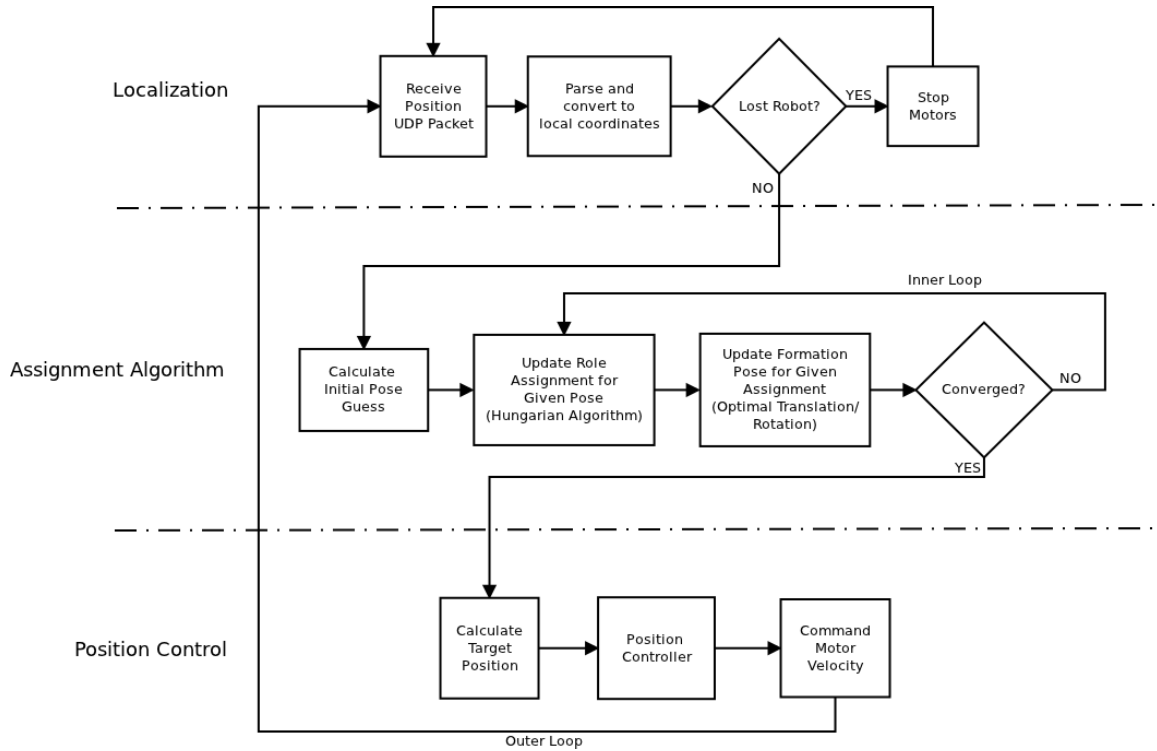 Localization
Receive
Position
UDP Packet
Parse and
convert to
local coordinates
Lost Robot?
YES
Stop
Motors
NO
Inner Loop
Assignment Algorithm
Calculate
Initial Pose
Guess
Update Role
Assignment for
Given Pose
(Hungarian Algorithm)
Update Formation
Pose for Given
Assignment
(Optimal Translation/
Rotation)
Converged?
NO
YES
Position Control
Calculate
Target
Position
Position
Controller
Command
Motor
Velocity
Outer Loop